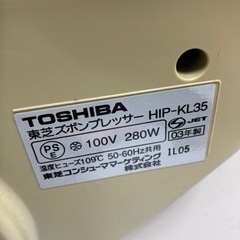 TOSHIBA
東芝ズボンプレッサー HIP-KL35
PSE 100V 280W JET 03年製
温度ヒューズ109℃ 50-60Hz共用 IL05
東芝コンシューママーケティング
株式会社